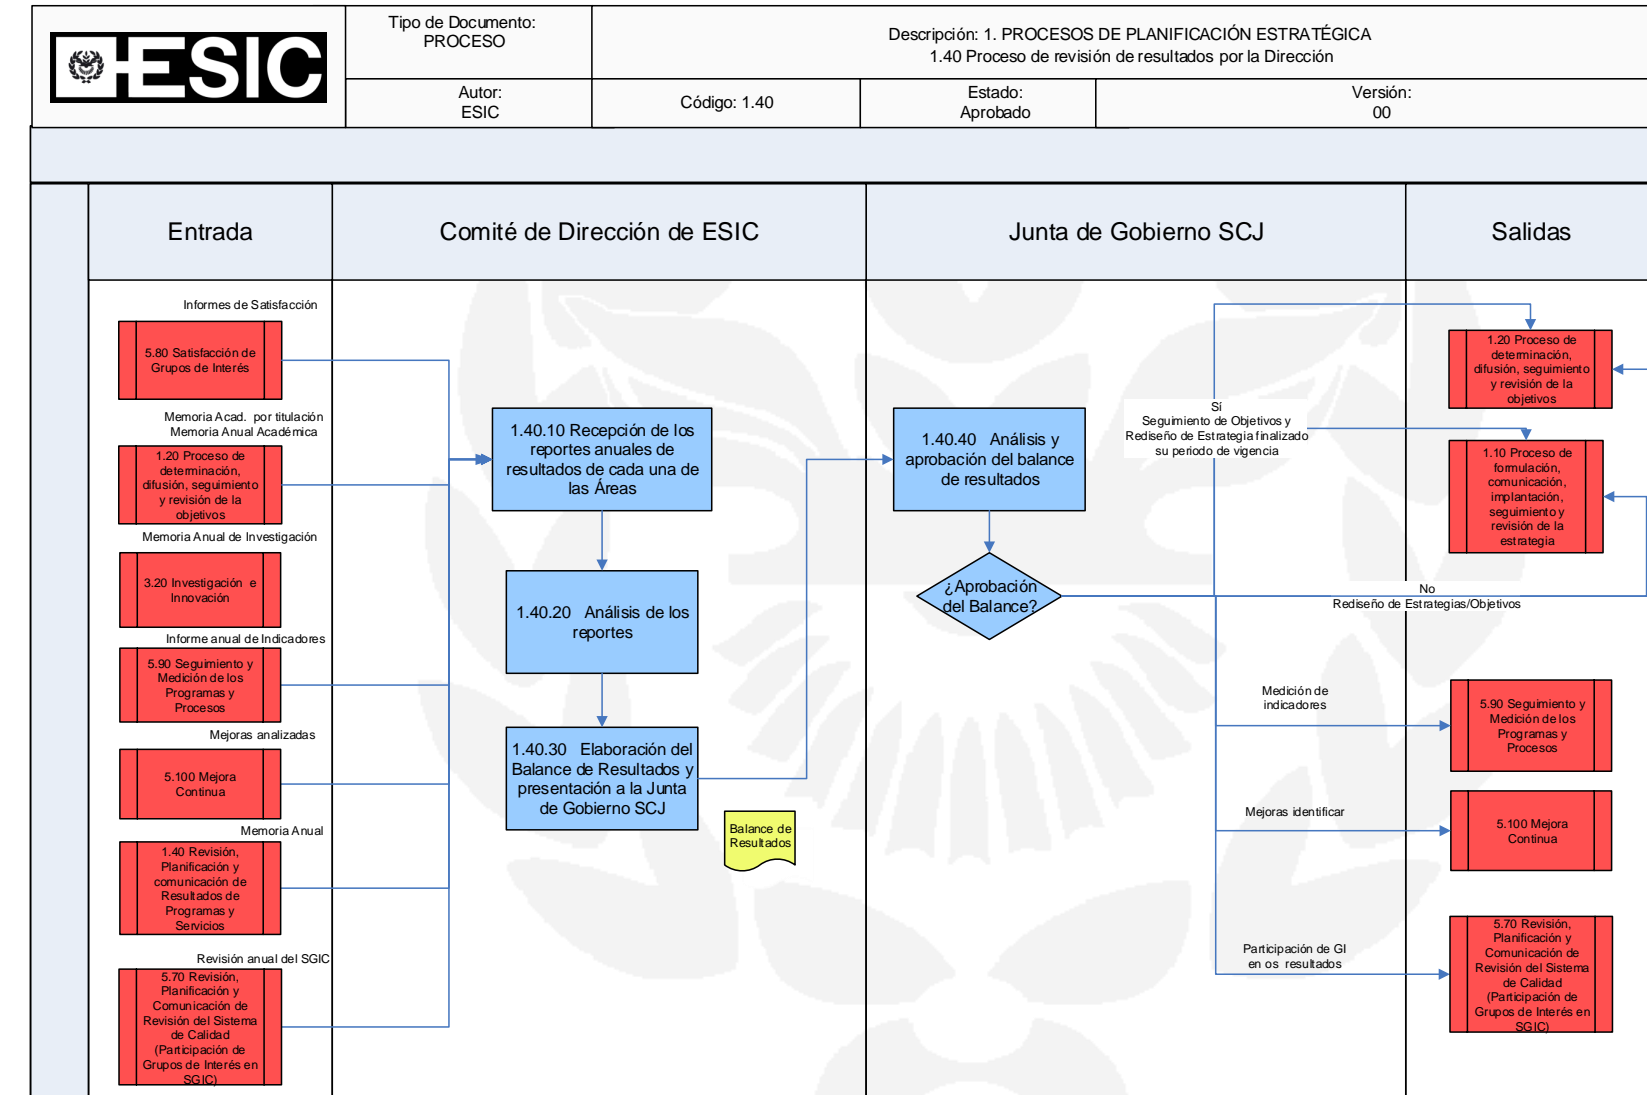 ESIC
Tipo de Documento:
PROCESO
Descripción: 1. PROCESOS DE PLANIFICACIÓN ESTRATÉGICA
1.40 Proceso de revisión de resultados por la Dirección
Autor:
ESIC
Código: 1.40
Estado:
Aprobado
Versión:
00
Entrada
Comité de Dirección de ESIC
Junta de Gobierno SCJ
Salidas
Informes de Satisfacción
5.80 Satisfacción de
Grupos de Interés
Memoria Acad. por titulación
Memoria Anual Académica
1.20 Proceso de
determinación,
difusión, seguimiento
y revisión de la
objetivos
Memoria Anual de Investigación
3.20 Investigación e
Innovación
Informe anual de Indicadores
5.90 Seguimiento y
Medición de los
Programas y
Procesos
Mejoras analizadas
5.100 Mejora
Continua
Memoria Anual
1.40 Revisión,
Planificación y
comunicación de
Resultados de
Programas y
Servicios
Revisión anual del SGIC
5.70 Revisión,
Planificación y
Comunicación de
Revisión del Sistema
de Calidad
(Participación de
Grupos de Interés en
SGIC)
1.40.10 Recepción de los
reportes anuales de
resultados de cada una de
las Áreas
1.40.20 Análisis de los
reportes
1.40.30 Elaboración del
Balance de Resultados y
presentación a la Junta
de Gobierno SCJ
Balance de
Resultados
1.40.40 Análisis y
aprobación del balance
de resultados
¿Aprobación
del Balance?
Sí
Seguimiento de Objetivos y
Rediseño de Estrategia finalizado
su periodo de vigencia
No
Rediseño de Estrategias/Objetivos
Medición de
indicadores
Mejoras identificar
Participación de GI
en os resultados
1.20 Proceso de
determinación,
difusión, seguimiento
y revisión de la
objetivos
1.10 Proceso de
formulación,
comunicación,
implantación,
seguimiento y
revisión de la
estrategia
5.90 Seguimiento y
Medición de los
Programas y
Procesos
5.100 Mejora
Continua
5.70 Revisión,
Planificación y
Comunicación de
Revisión del Sistema
de Calidad
(Participación de
Grupos de Interés en
SGIC)